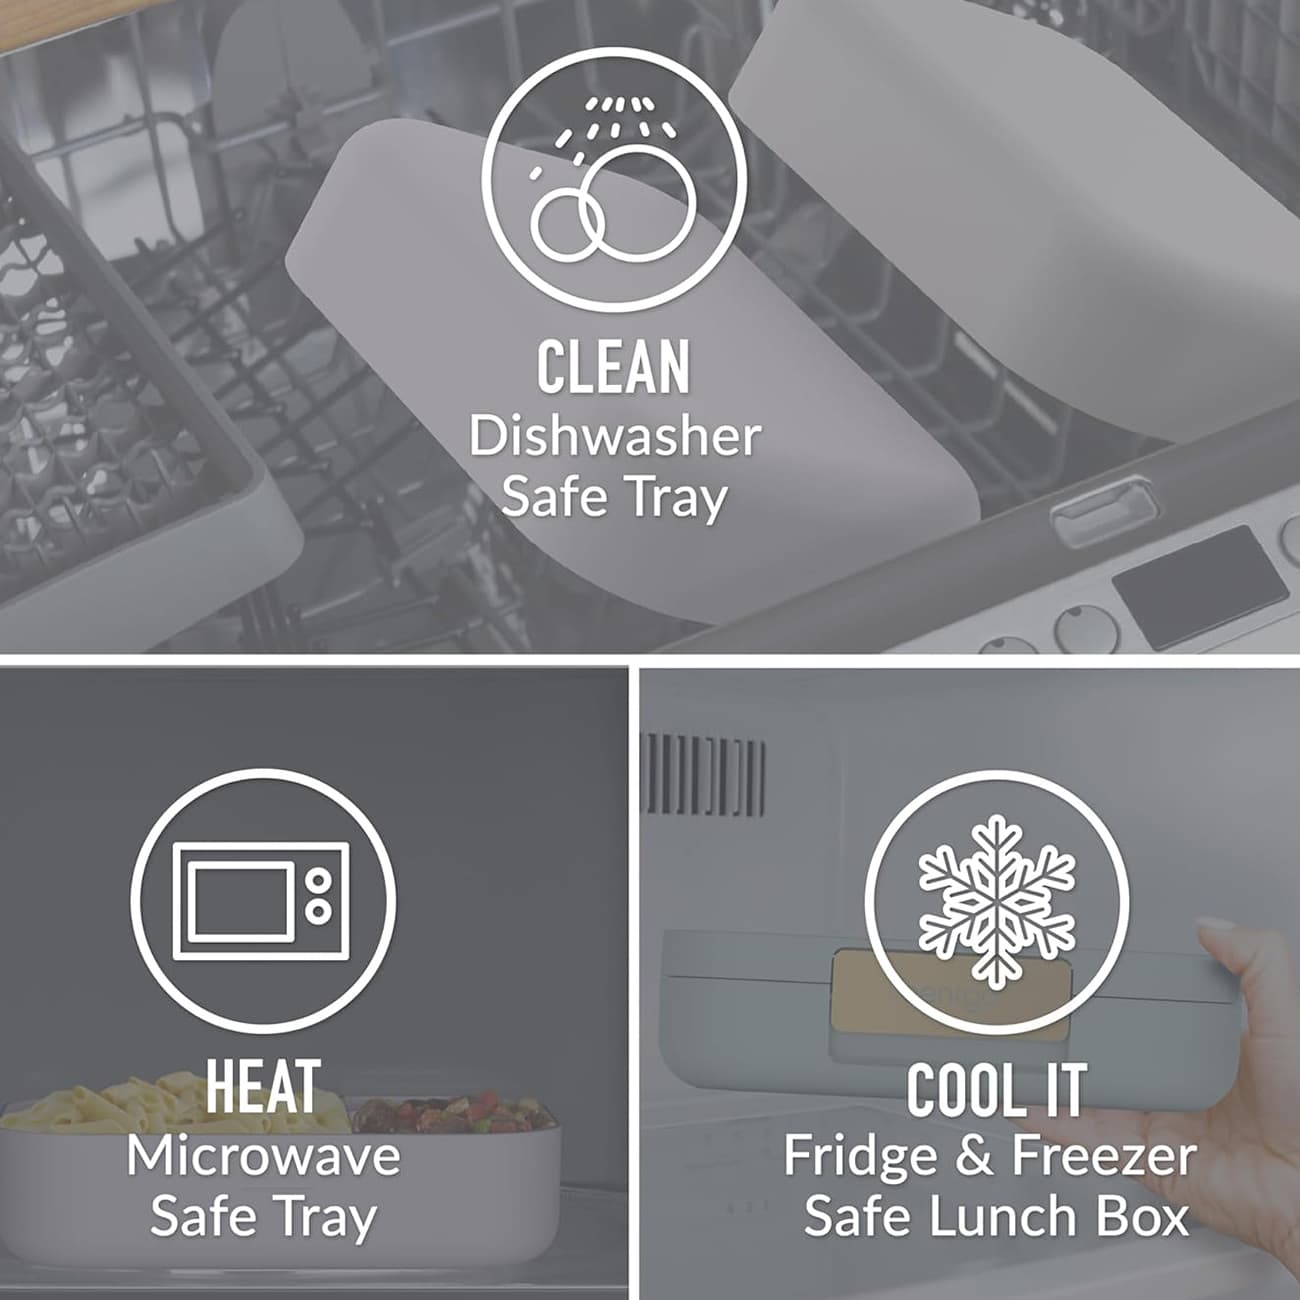 CLEAN
Dishwasher
Safe Tray
HEAT
Microwave
Safe Tray
COOL IT
Fridge & Freezer
Safe Lunch Box